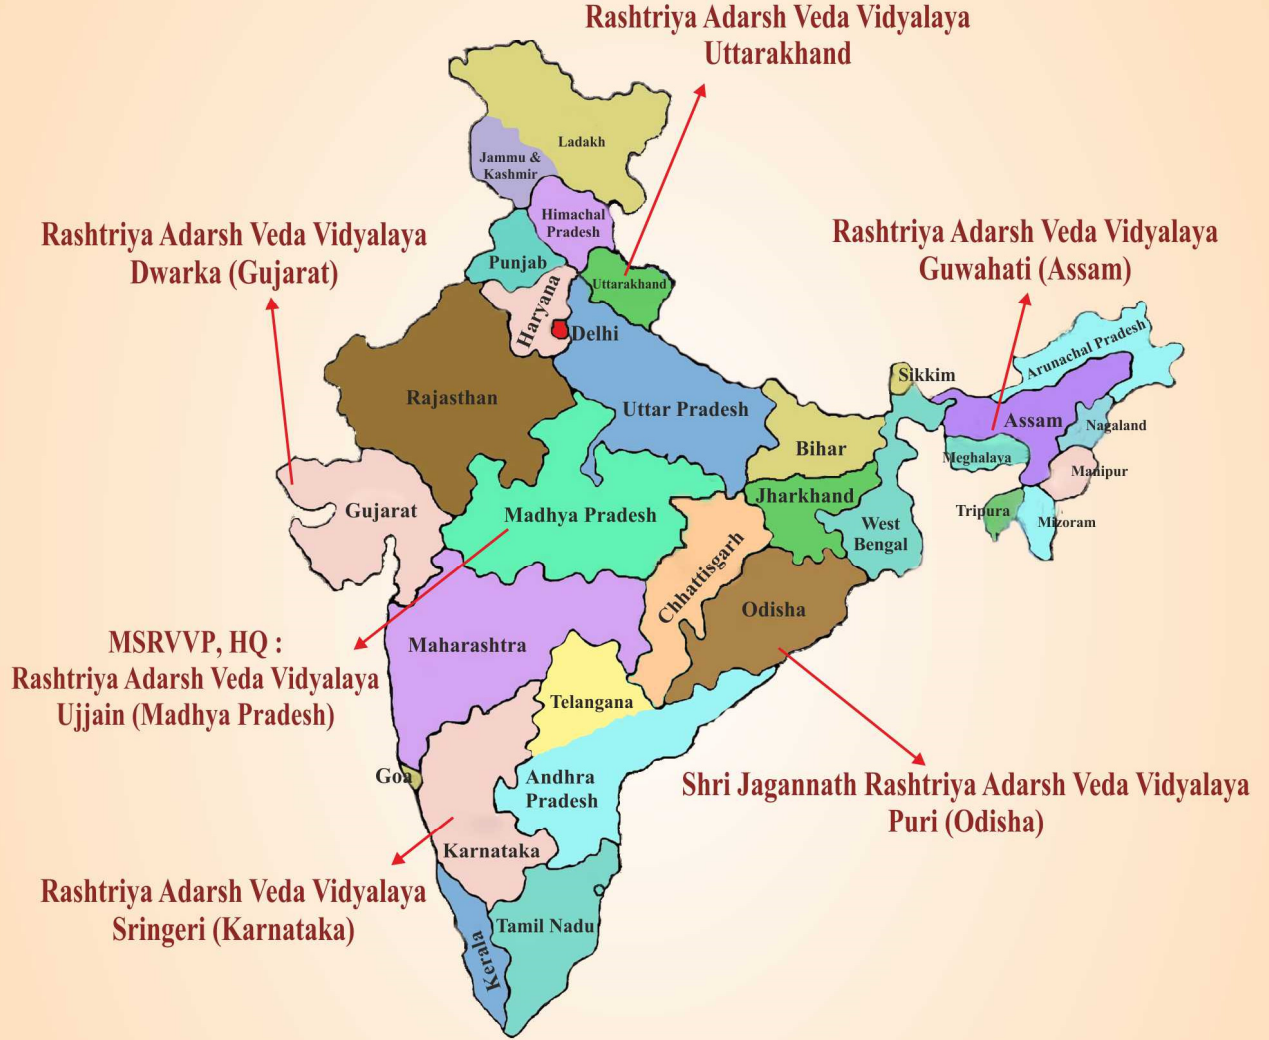 Rashtriya Adarsh Veda Vidyalaya
Uttarakhand
Ladakh
Jammu &
Kashmir
Himachal
Pradesh
Rashtriya Adarsh Veda Vidyalaya
Dwarka (Gujarat)
Rashtriya Adarsh Veda Vidyalaya
Guwahati (Assam)
Punjab
Uttarakhand
Haryana
Delhi
Arunachal Pradesh
Sikkim
Rajasthan
Uttar Pradesh
Assam
Nagaland
Bihar
Meghalaya
Manipur
Jharkhand
Gujarat
Madhya Pradesh
West
Bengal
Tripura
Mizoram
Chhattisgarh
Odisha
MSRVVP, HQ :
Rashtriya Adarsh Veda Vidyalaya
Ujjain (Madhya Pradesh)
Maharashtra
Telangana
Goa
Andhra
Pradesh
Shri Jagannath Rashtriya Adarsh Veda Vidyalaya
Puri (Odisha)
Karnataka
Rashtriya Adarsh Veda Vidyalaya
Sringeri (Karnataka)
Tamil Nadu
Kerala